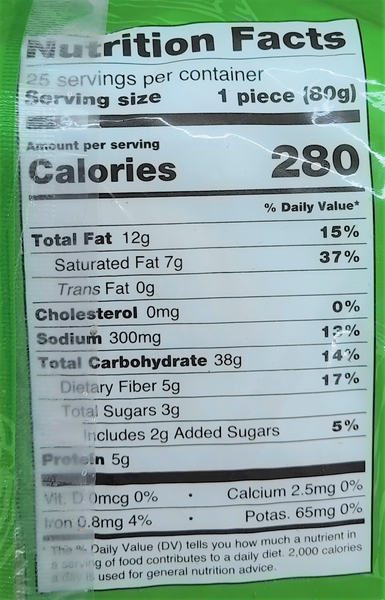 Nutrition Facts
25 servings per container
Serving size 1 piece (80g)
Amount per serving
Calories 280
% Daily Value*
Total Fat 12g 15%
Saturated Fat 7g 37%
Trans Fat 0g
Cholesterol 0mg 0%
Sodium 300mg 13%
Total Carbohydrate 38g 14%
Dietary Fiber 5g 17%
Total Sugars 3g
Includes 2g Added Sugars 5%
Protein 5g
Vit. D 0mcg 0% • Calcium 2.5mg 0%
Iron 0.8mg 4% • Potas. 65mg 0%
* The % Daily Value (DV) tells you how much a nutrient in
a serving of food contributes to a daily diet. 2,000 calories
a day is used for general nutrition advice.